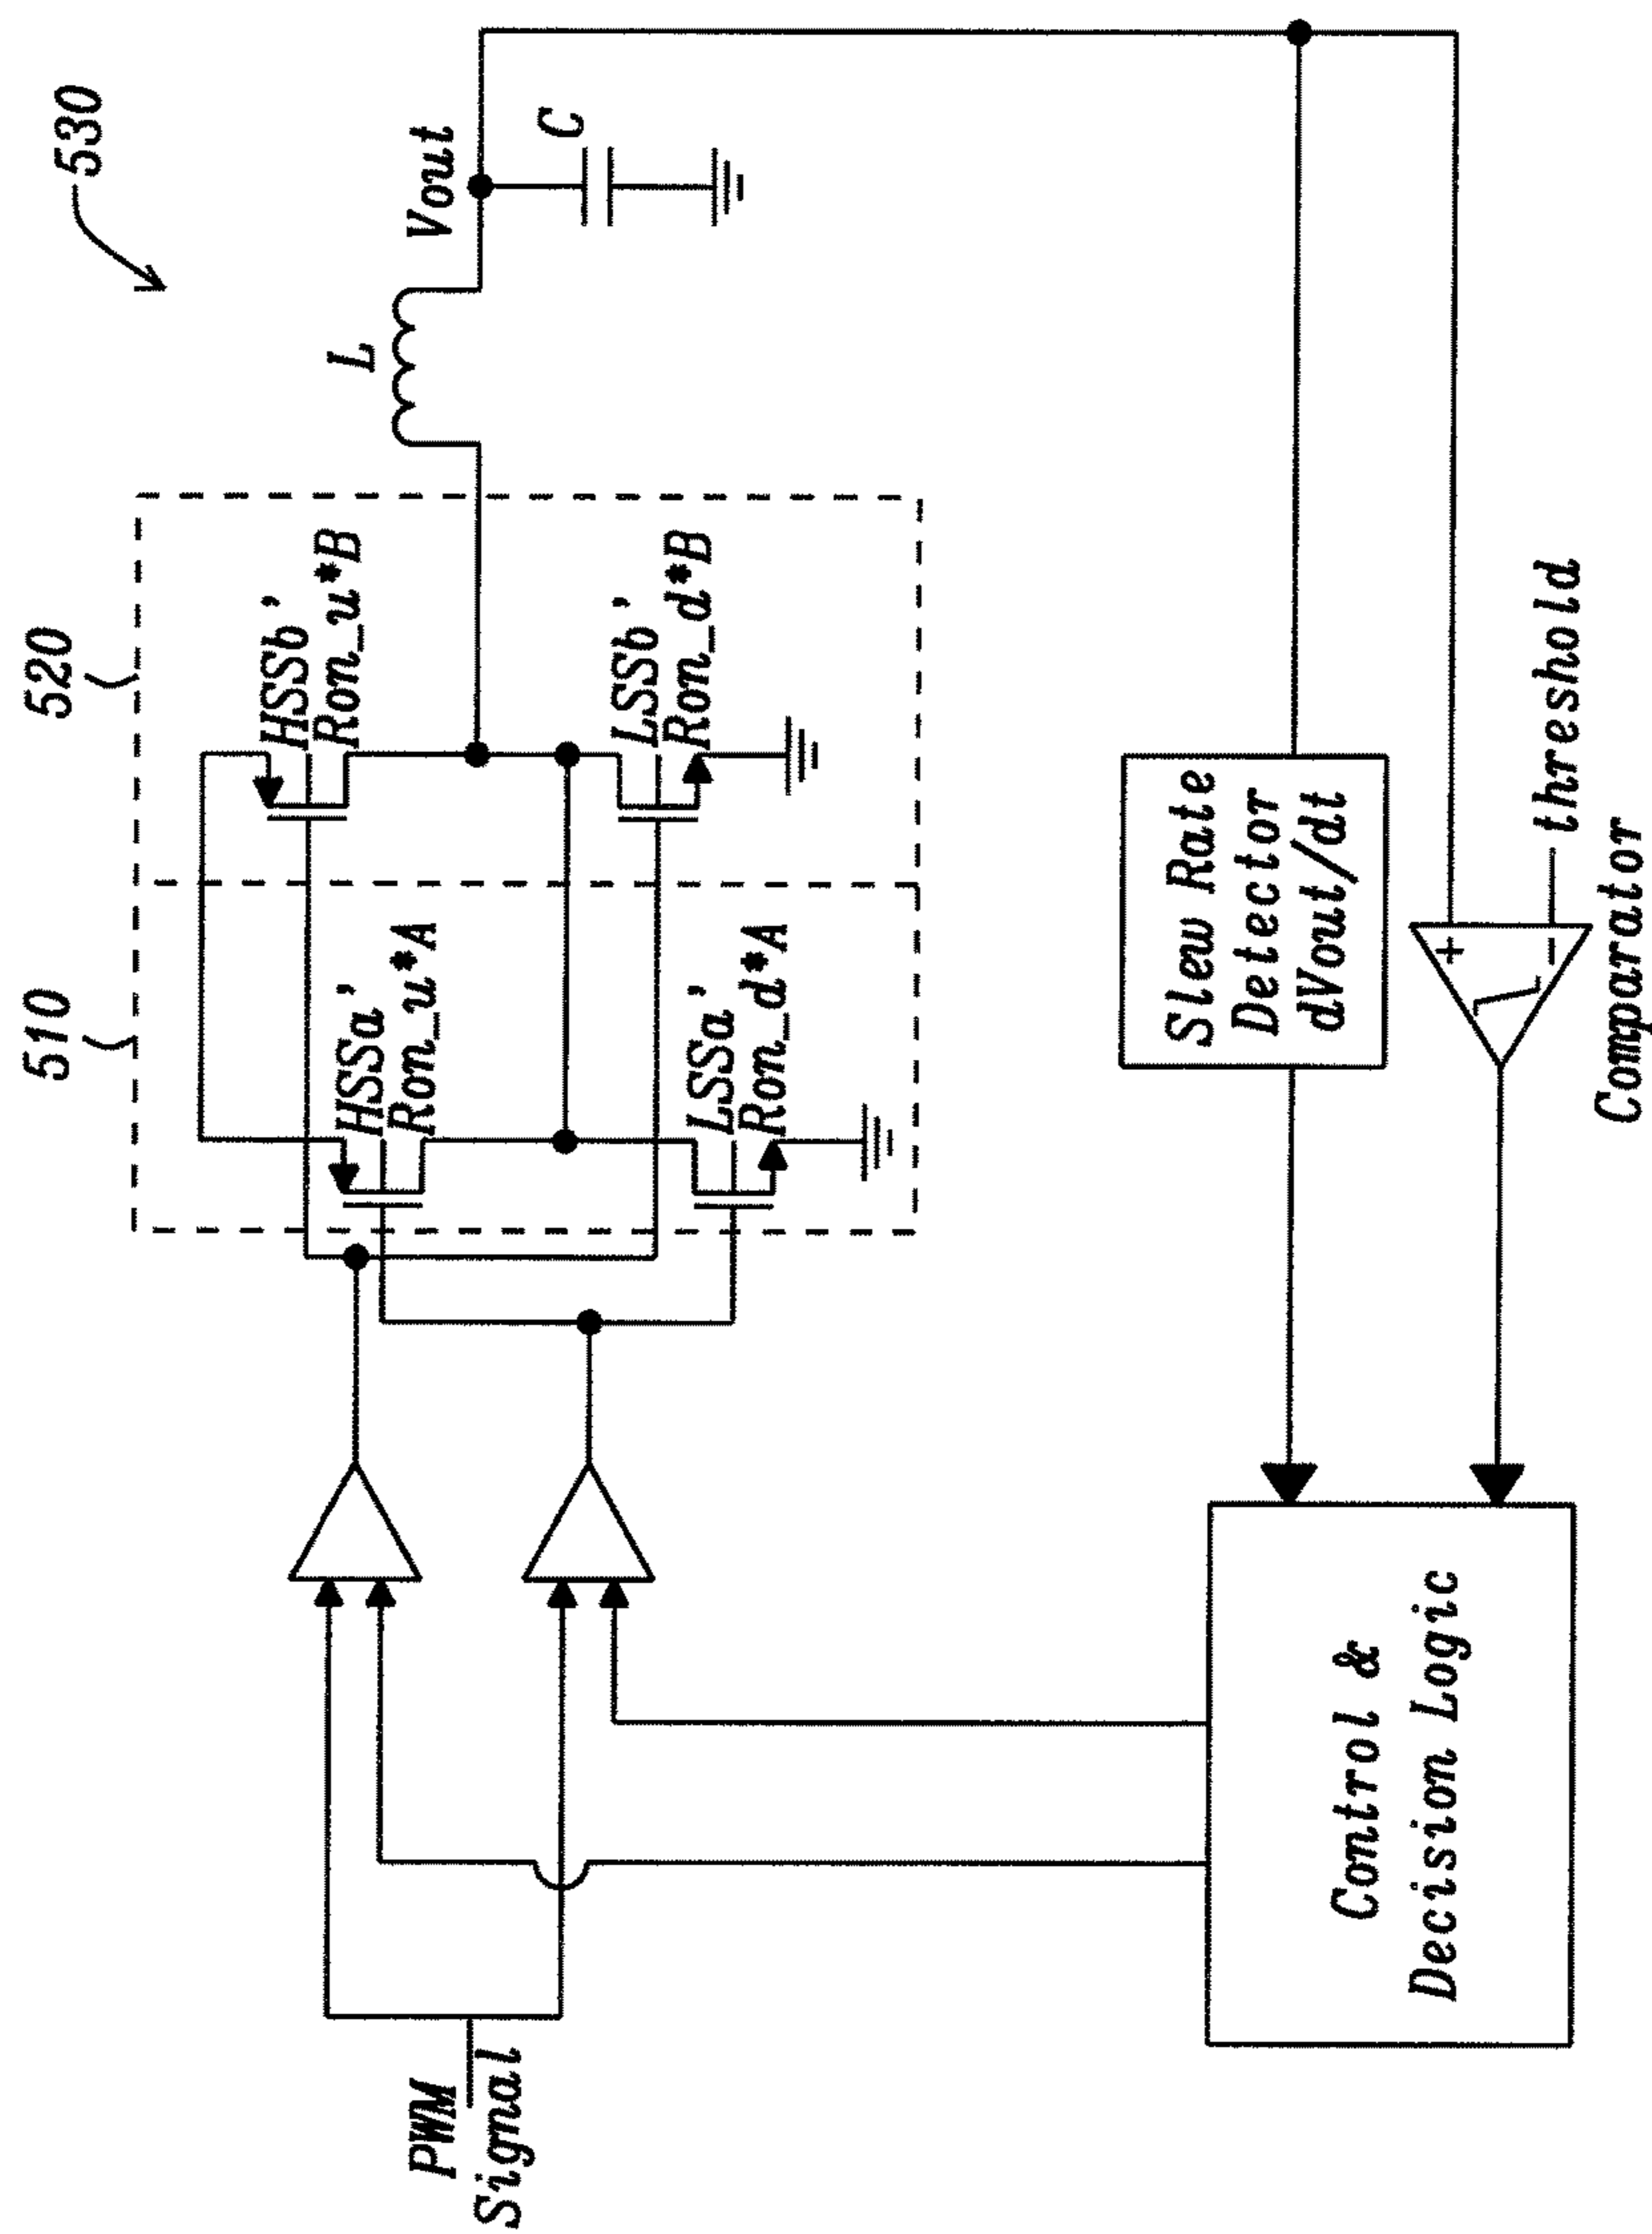 530
520
510
HSSb'
Ron_u*B
LSSb'
Ron_d*B
HSSa'
Ron_u*A
LSSa'
Ron_d*A
L
Vout
C
PWM
Signal
Slew Rate
Detector
dVout/dt
+
−
threshold
Comparator
Control &
Decision Logic